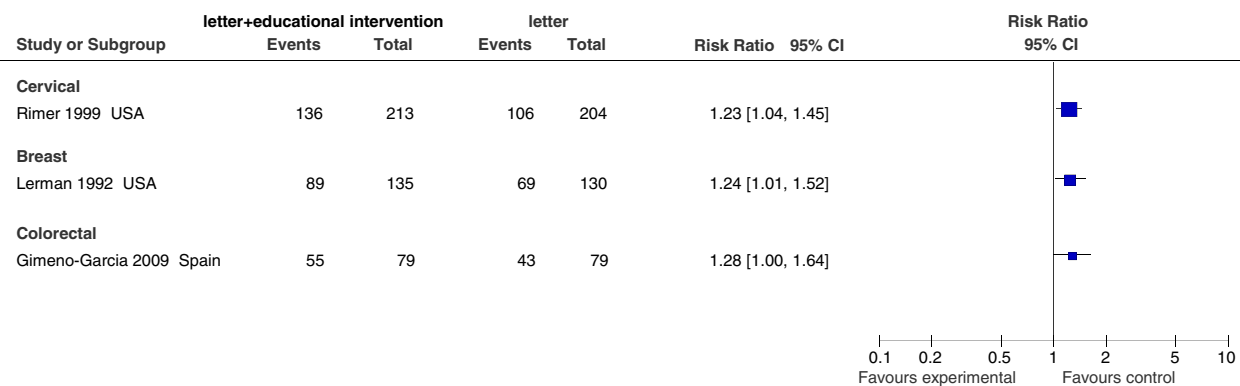 letter+educational intervention letter Risk Ratio
Study or Subgroup Events Total Events Total Risk Ratio 95% CI 95% CI
Cervical
Rimer 1999 USA 136 213 106 204 1.23 [1.04, 1.45]
Breast
Lerman 1992 USA 89 135 69 130 1.24 [1.01, 1.52]
Colorectal
Gimeno-Garcia 2009 Spain 55 79 43 79 1.28 [1.00, 1.64]
0.1 0.2 0.5 1 2 5 10
Favours experimental Favours control